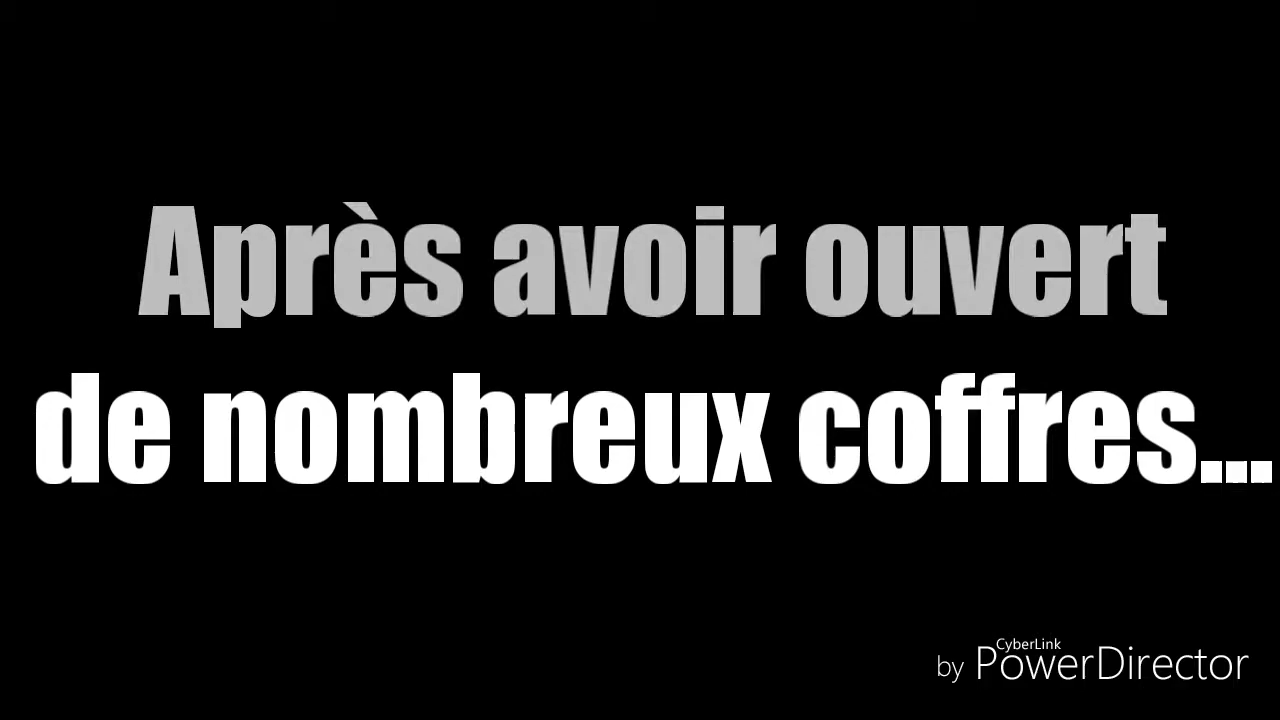 Après avoir ouvert
de nombreux coffres...
CyberLink
by PowerDirector